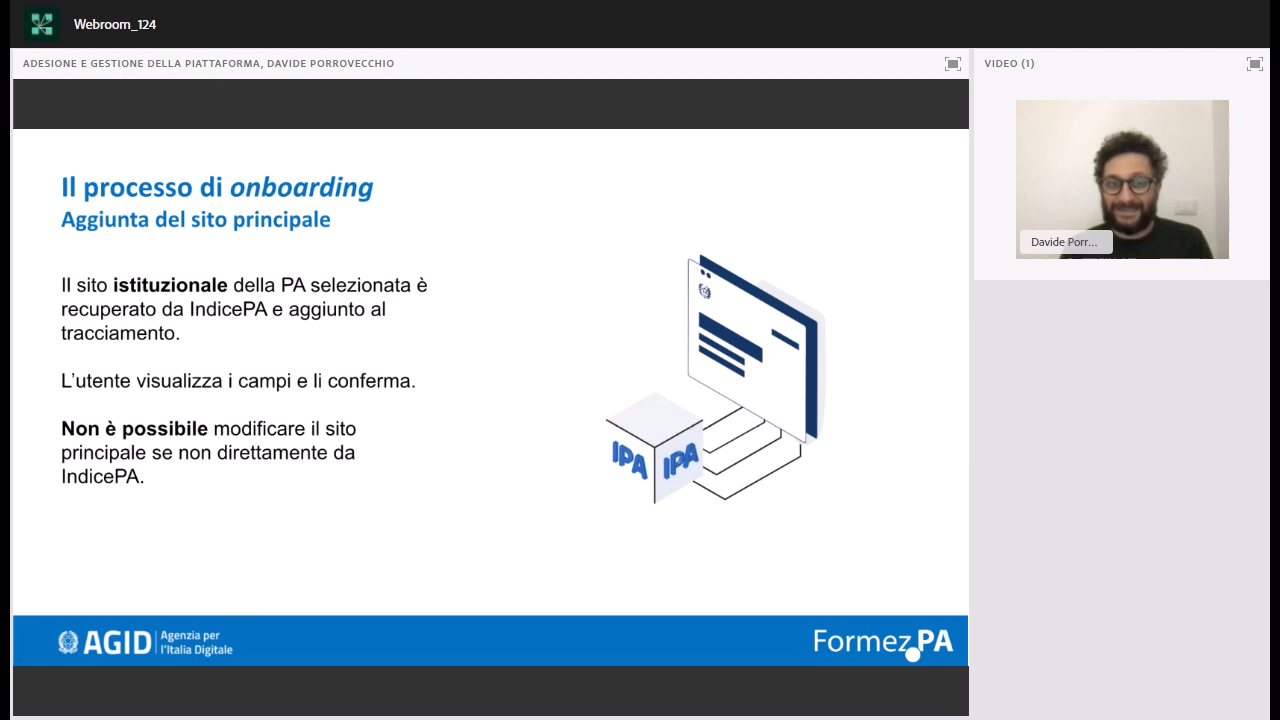 Webroom_124
ADESIONE E GESTIONE DELLA PIATTAFORMA, DAVIDE PORROVECCHIO
VIDEO (1)
Il processo di onboarding
Aggiunta del sito principale
Il sito istituzionale della PA selezionata è
recuperato da IndicePA e aggiunto al
tracciamento.
L’utente visualizza i campi e li conferma.
Non è possibile modificare il sito
principale se non direttamente da
IndicePA.
IPA IPA
Davide Porr...
AGID Agenzia per
l’Italia Digitale
Formez.PA